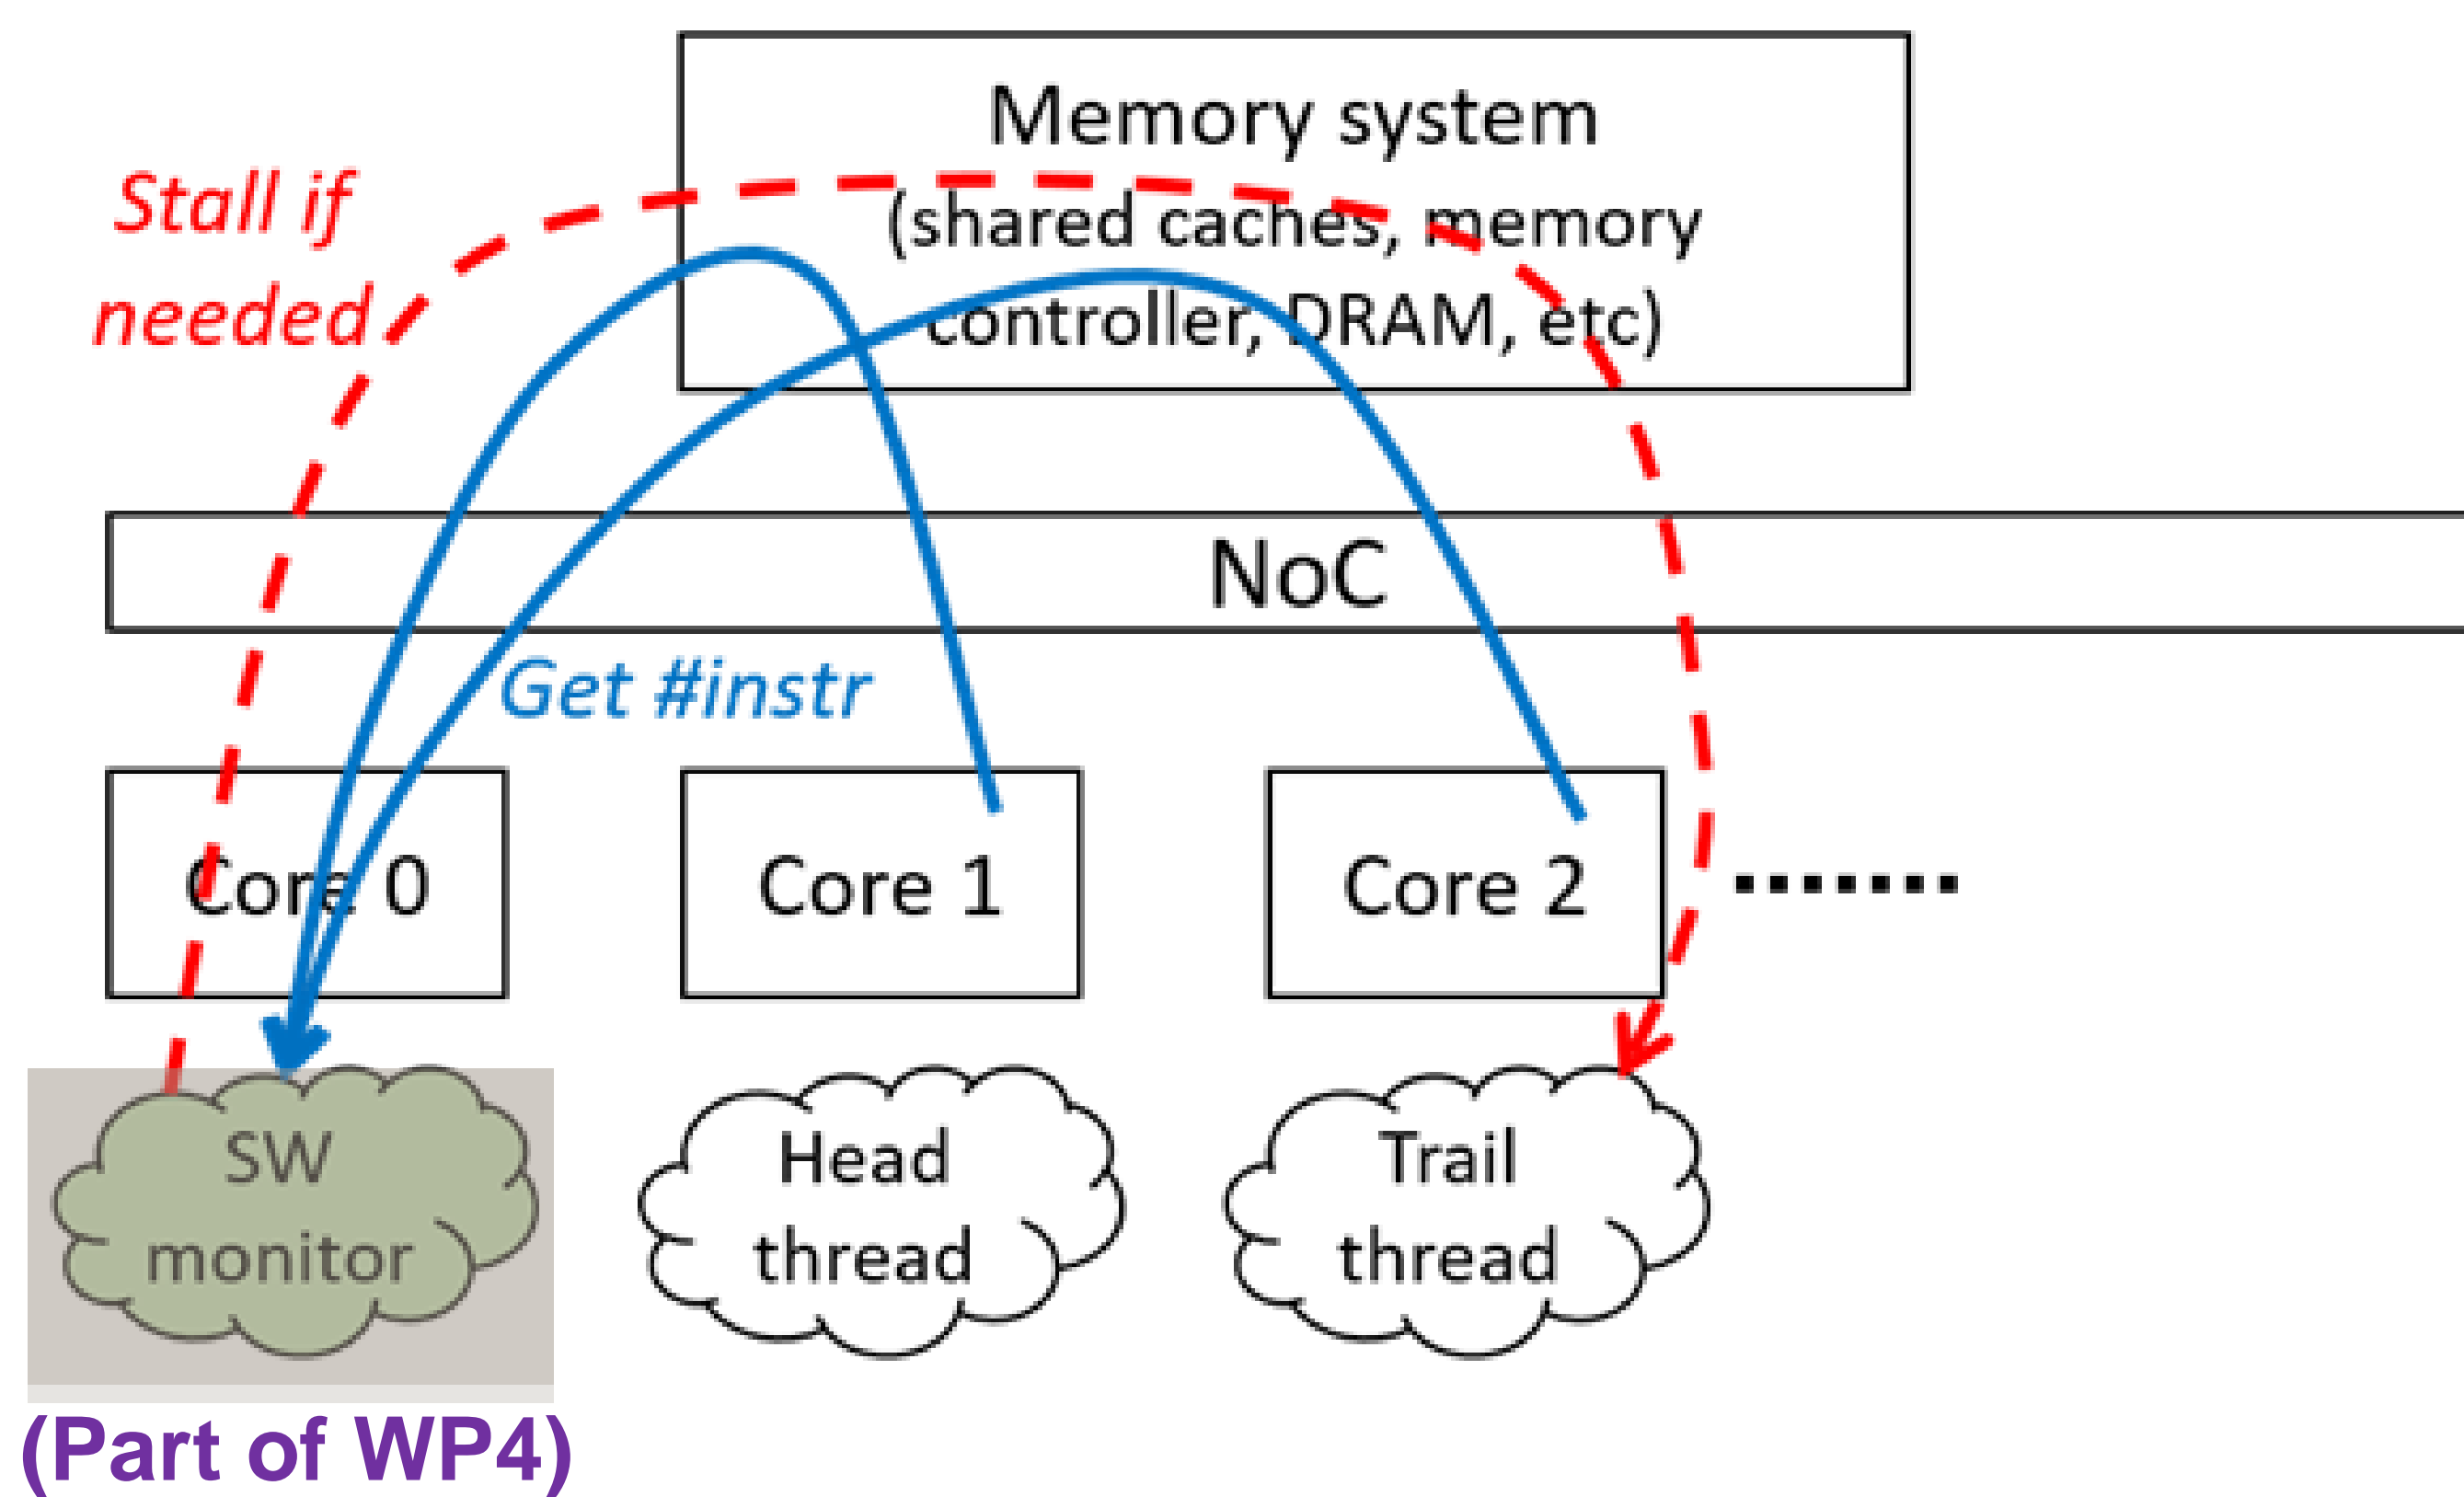 Memory system
(shared caches, memory
controller, DRAM, etc)
Stall if
needed
NoC
Get #instr
Core 0
Core 1
Core 2
SW
monitor
Head
thread
Trail
thread
(Part of WP4)